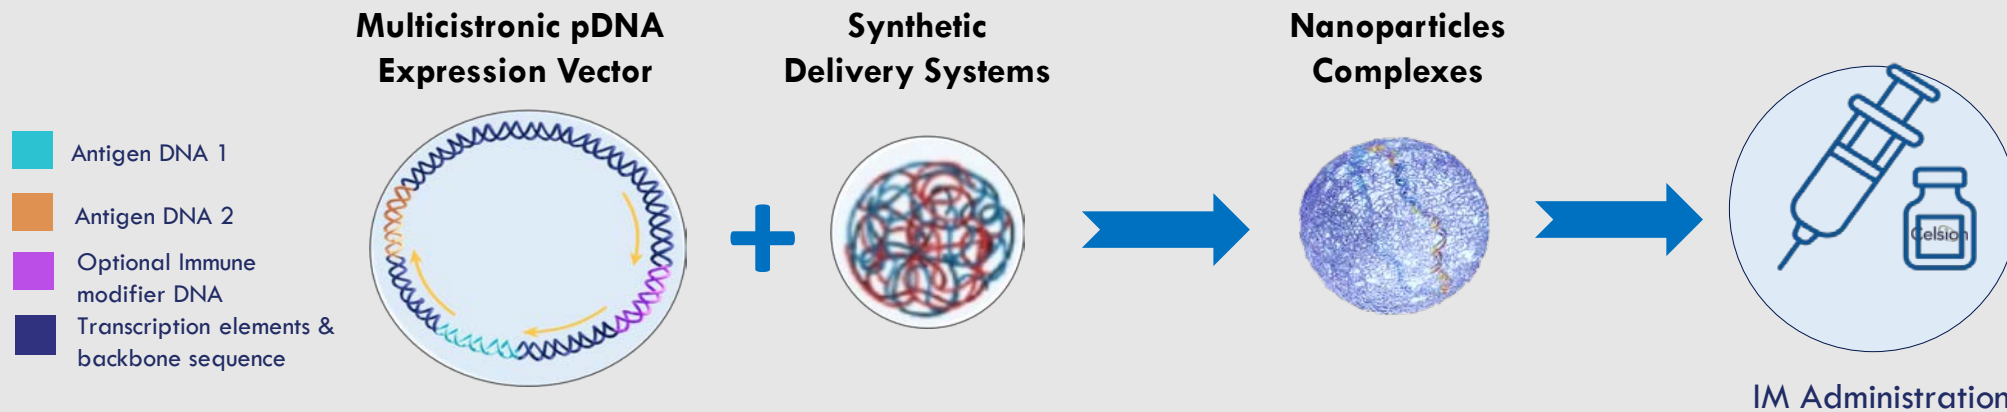 Multicistronic pDNA
Expression Vector
Synthetic
Delivery Systems
Nanoparticles
Complexes
Antigen DNA 1
Antigen DNA 2
Optional Immune
modifier DNA
Transcription elements &
backbone sequence
Celsion
IM Administration